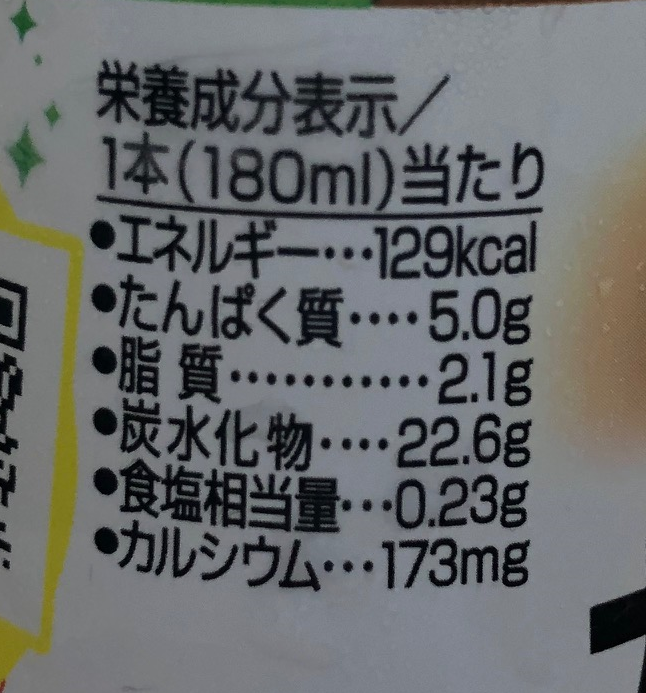 栄養成分表示／
1本(180ml)当たり
●エネルギー…129kcal
●たんぱく質‥‥5.0g
●脂 質…………2.1g
●炭水化物‥‥22.6g
●食塩相当量…0.23g
●カルシウム…173mg